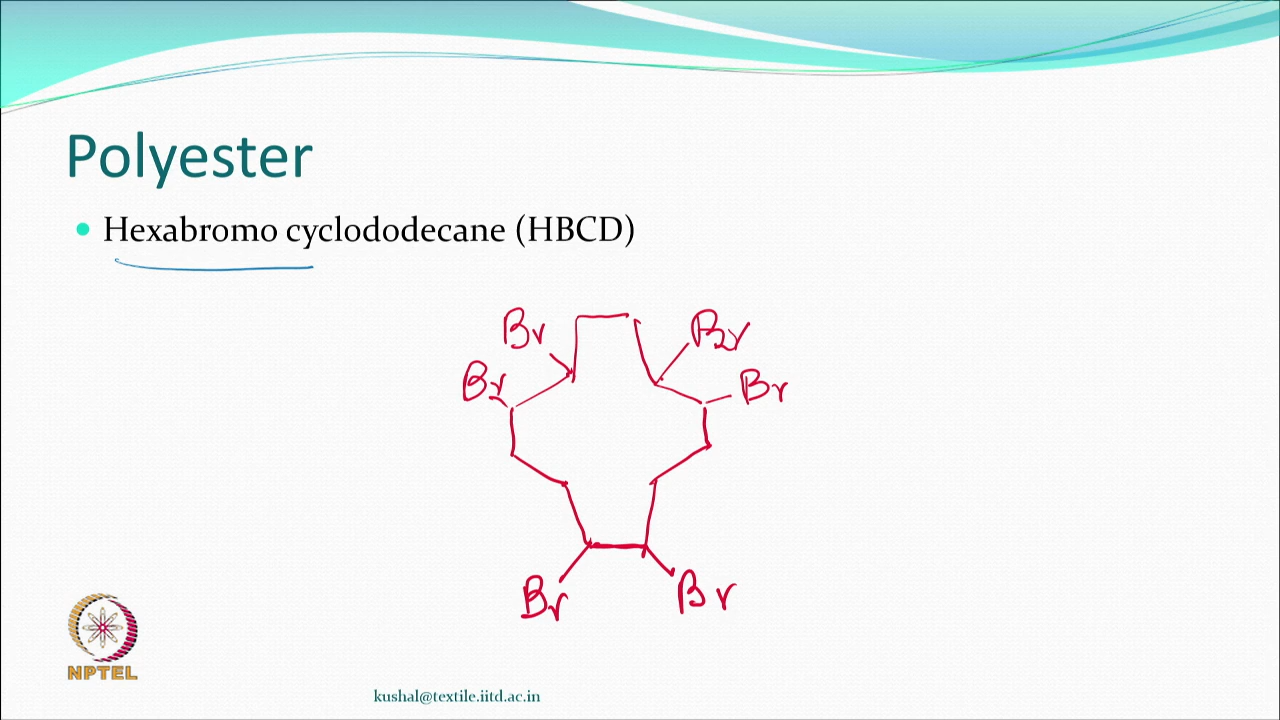 Polyester
Hexabromo cyclododecane (HBCD)
Br
Br
Br
Br
Br
Br
NPTEL
kushal@textile.iitd.ac.in